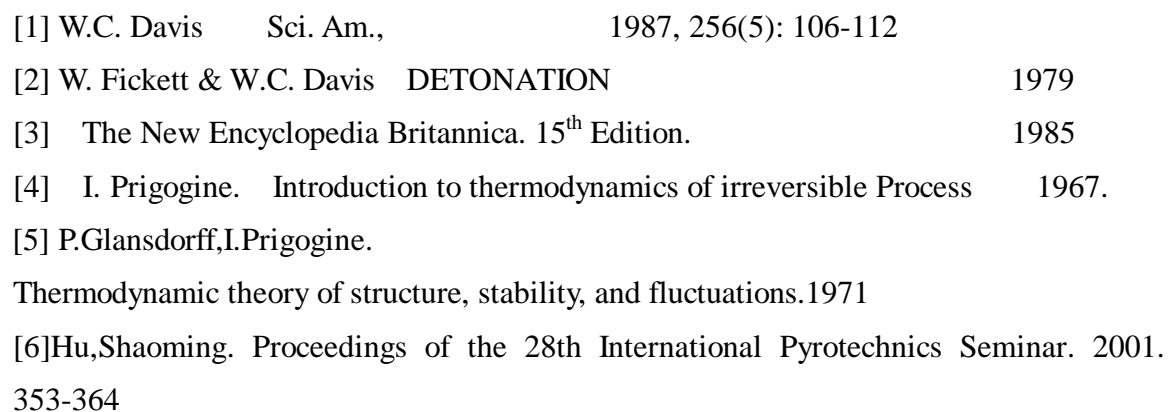 [1] W.C. Davis Sci. Am., 1987, 256(5): 106-112
[2] W. Fickett & W.C. Davis DETONATION 1979
[3] The New Encyclopedia Britannica. 15th Edition. 1985
[4] I. Prigogine. Introduction to thermodynamics of irreversible Process 1967.
[5] P.Glansdorff,I.Prigogine.
Thermodynamic theory of structure, stability, and fluctuations.1971
[6]Hu,Shaoming. Proceedings of the 28th International Pyrotechnics Seminar. 2001.
353-364